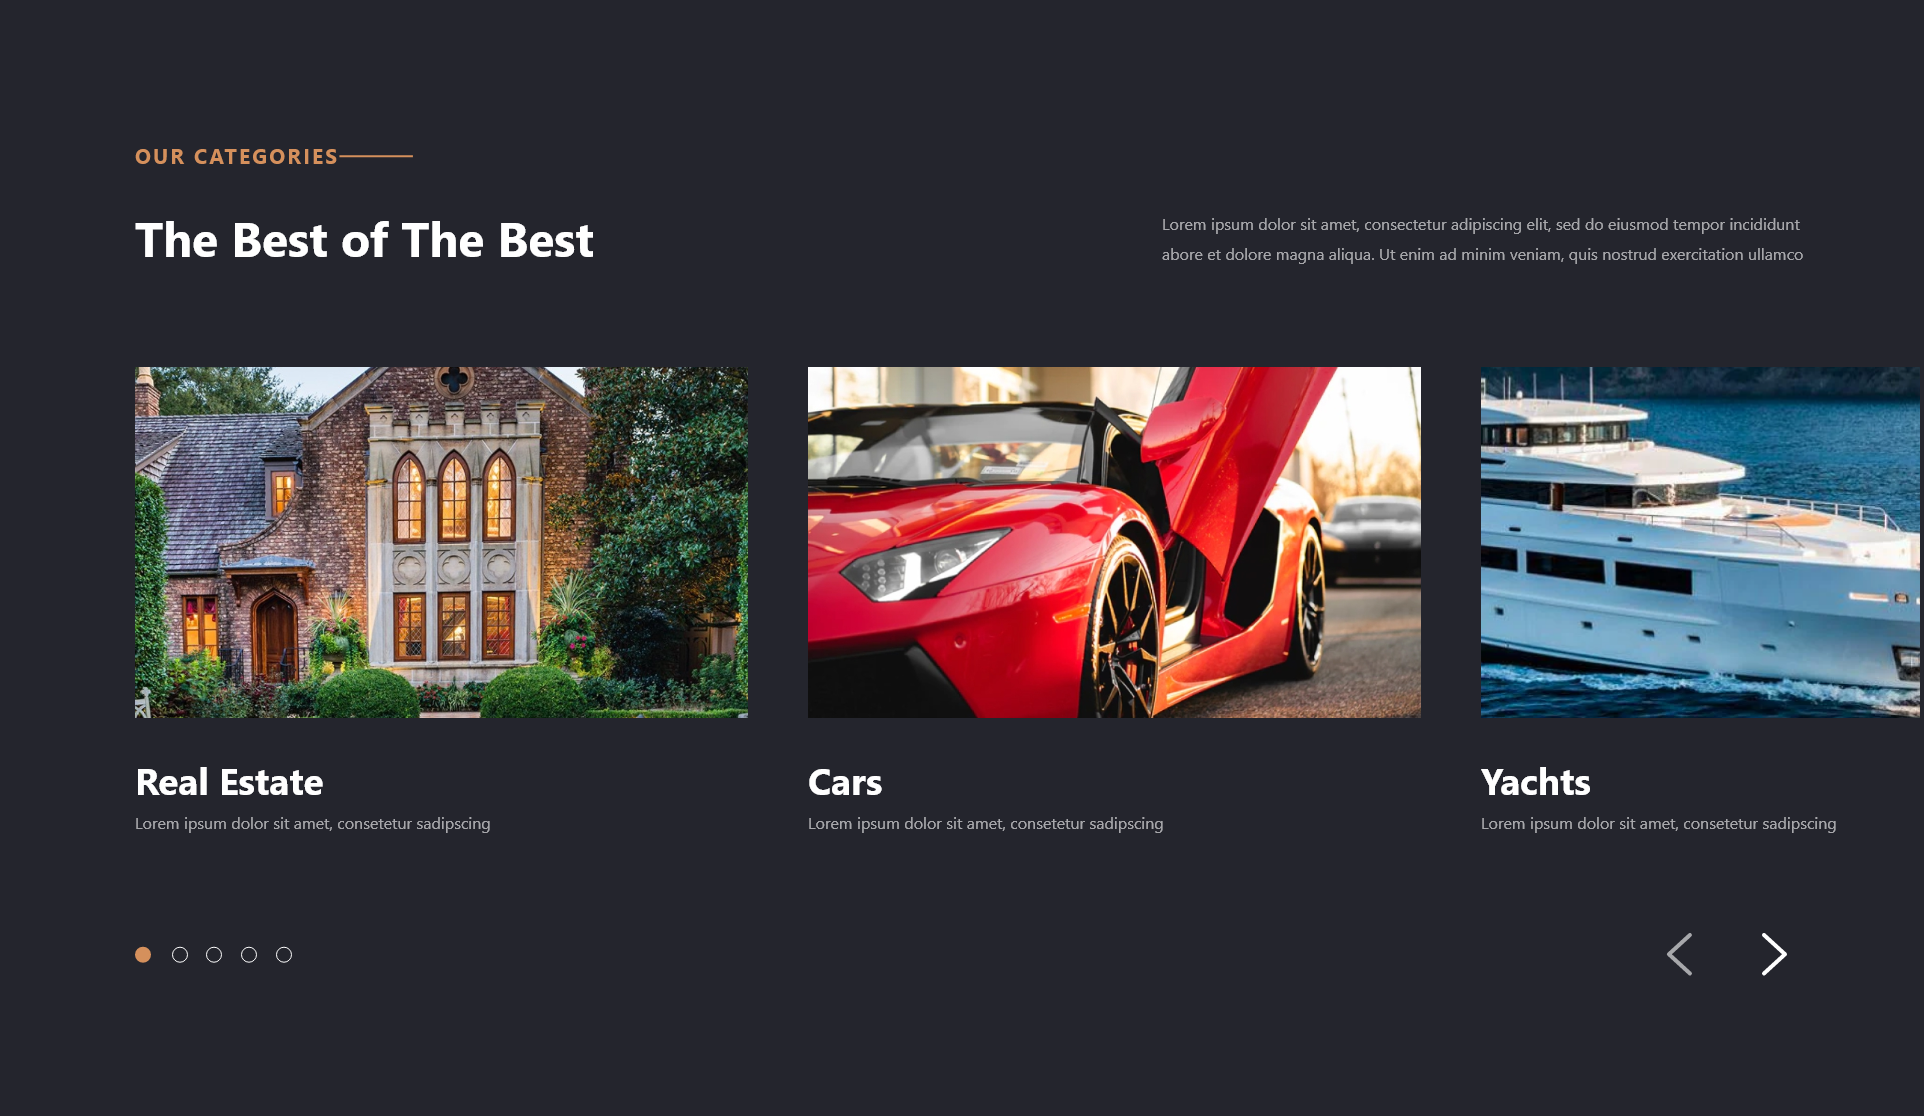 OUR CATEGORIES
The Best of The Best
Lorem ipsum dolor sit amet, consectetur adipiscing elit, sed do eiusmod tempor incididunt
abore et dolore magna aliqua. Ut enim ad minim veniam, quis nostrud exercitation ullamco
Real Estate
Lorem ipsum dolor sit amet, consetetur sadipscing
Cars
Lorem ipsum dolor sit amet, consetetur sadipscing
Yachts
Lorem ipsum dolor sit amet, consetetur sadipscing